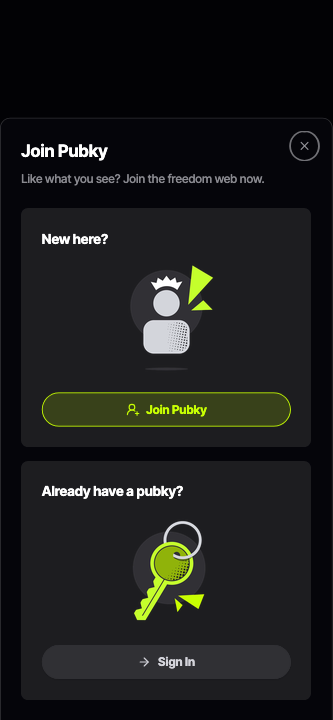 Join Pubky
Like what you see? Join the freedom web now.
New here?
Join Pubky
Already have a pubky?
Sign In